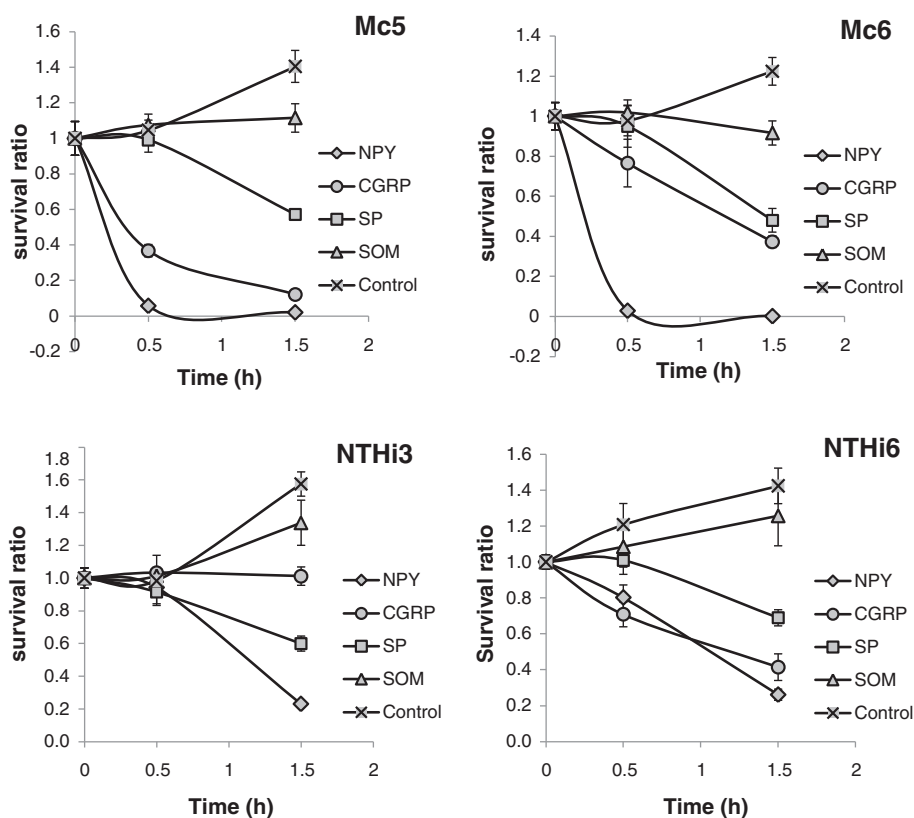 Mc5
survival ratio
1.6
1.4
1.2
1.0
0.8
0.6
0.4
0.2
0
-0.2
0
0.5
1
1.5
2
Time (h)
NPY
CGRP
SP
SOM
Control
Mc6
survival ratio
1.6
1.4
1.2
1.0
0.8
0.6
0.4
0.2
0
-0.2
0
0.5
1
1.5
2
Time (h)
NPY
CGRP
SP
SOM
Control
NTHi3
survival ratio
1.8
1.6
1.4
1.2
1.0
0.8
0.6
0.4
0.2
0.0
0
0.5
1
1.5
2
Time (h)
NPY
CGRP
SP
SOM
Control
NTHi6
Survival ratio
1.6
1.4
1.2
1.0
0.8
0.6
0.4
0.2
0.0
0
0.5
1
1.5
2
Time (h)
NPY
CGRP
SP
SOM
Control